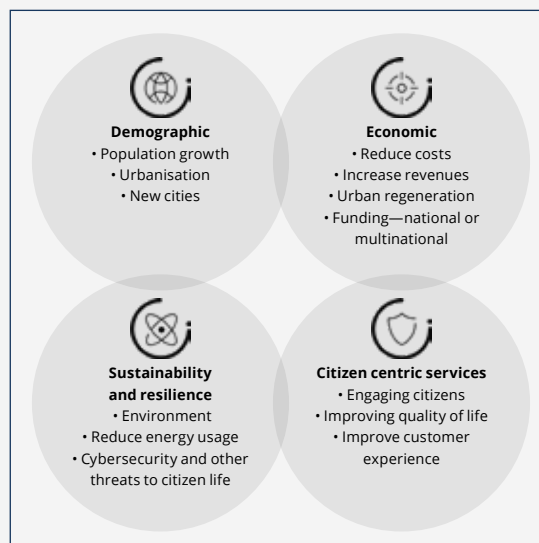 Demographic
• Population growth
• Urbanisation
• New cities
Economic
• Reduce costs
• Increase revenues
• Urban regeneration
• Funding—national or
multinational
Sustainability
and resilience
• Environment
• Reduce energy usage
• Cybersecurity and other
threats to citizen life
Citizen centric services
• Engaging citizens
• Improving quality of life
• Improve customer
experience